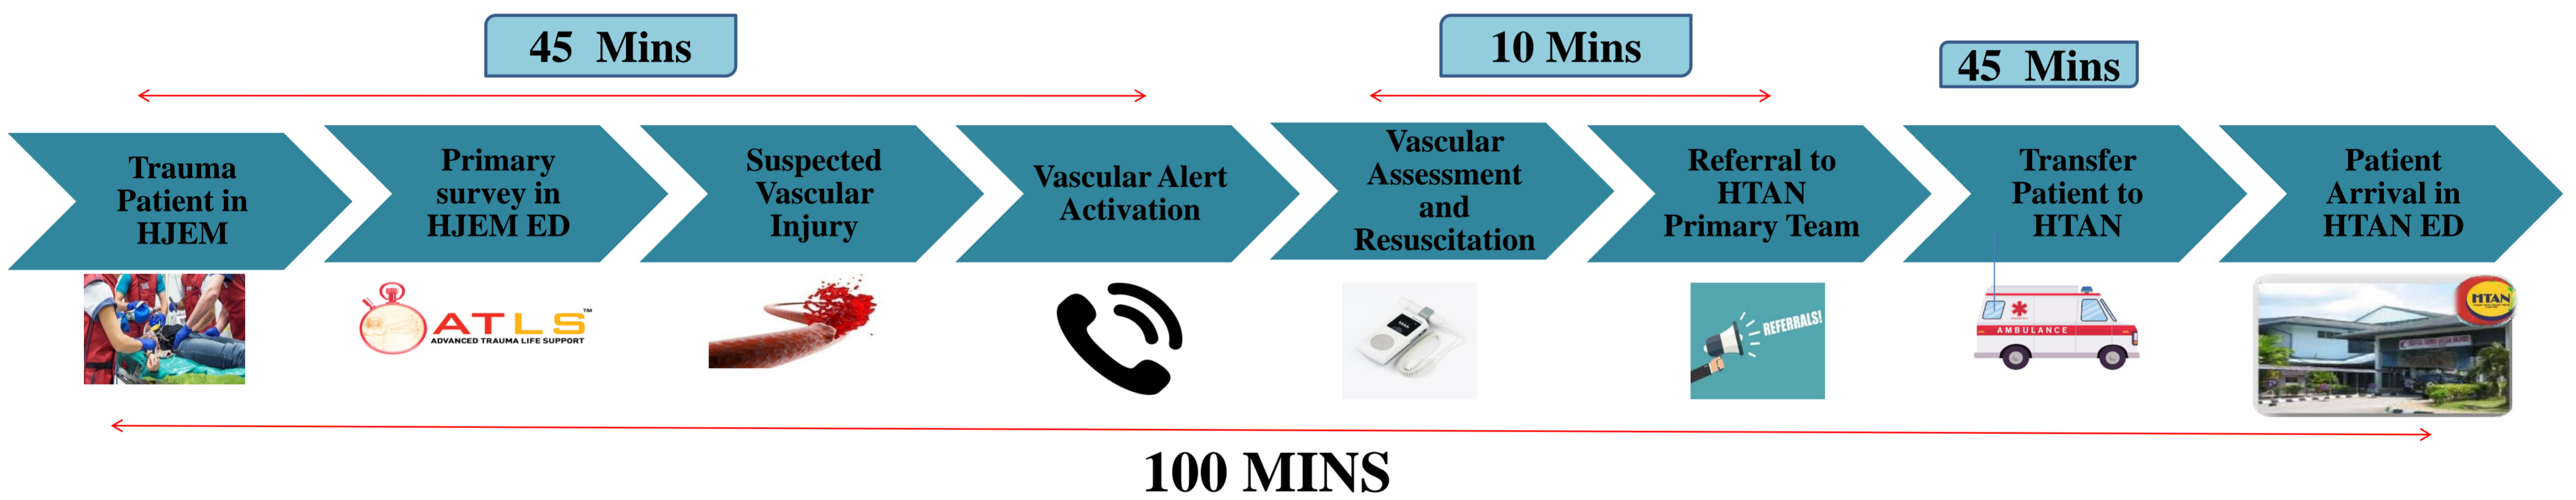 45 Mins
10 Mins
45 Mins
Trauma
Patient in
HJEM
Primary
survey in
HJEM ED
Suspected
Vascular
Injury
Vascular Alert
Activation
Vascular
Assessment
and
Resuscitation
Referral to
HTAN
Primary Team
Transfer
Patient to
HTAN
Patient
Arrival in
HTAN ED
ATLS™
ADVANCED TRAUMA LIFE SUPPORT
REFERRALS!
AMBULANCE
HTAN
100 MINS